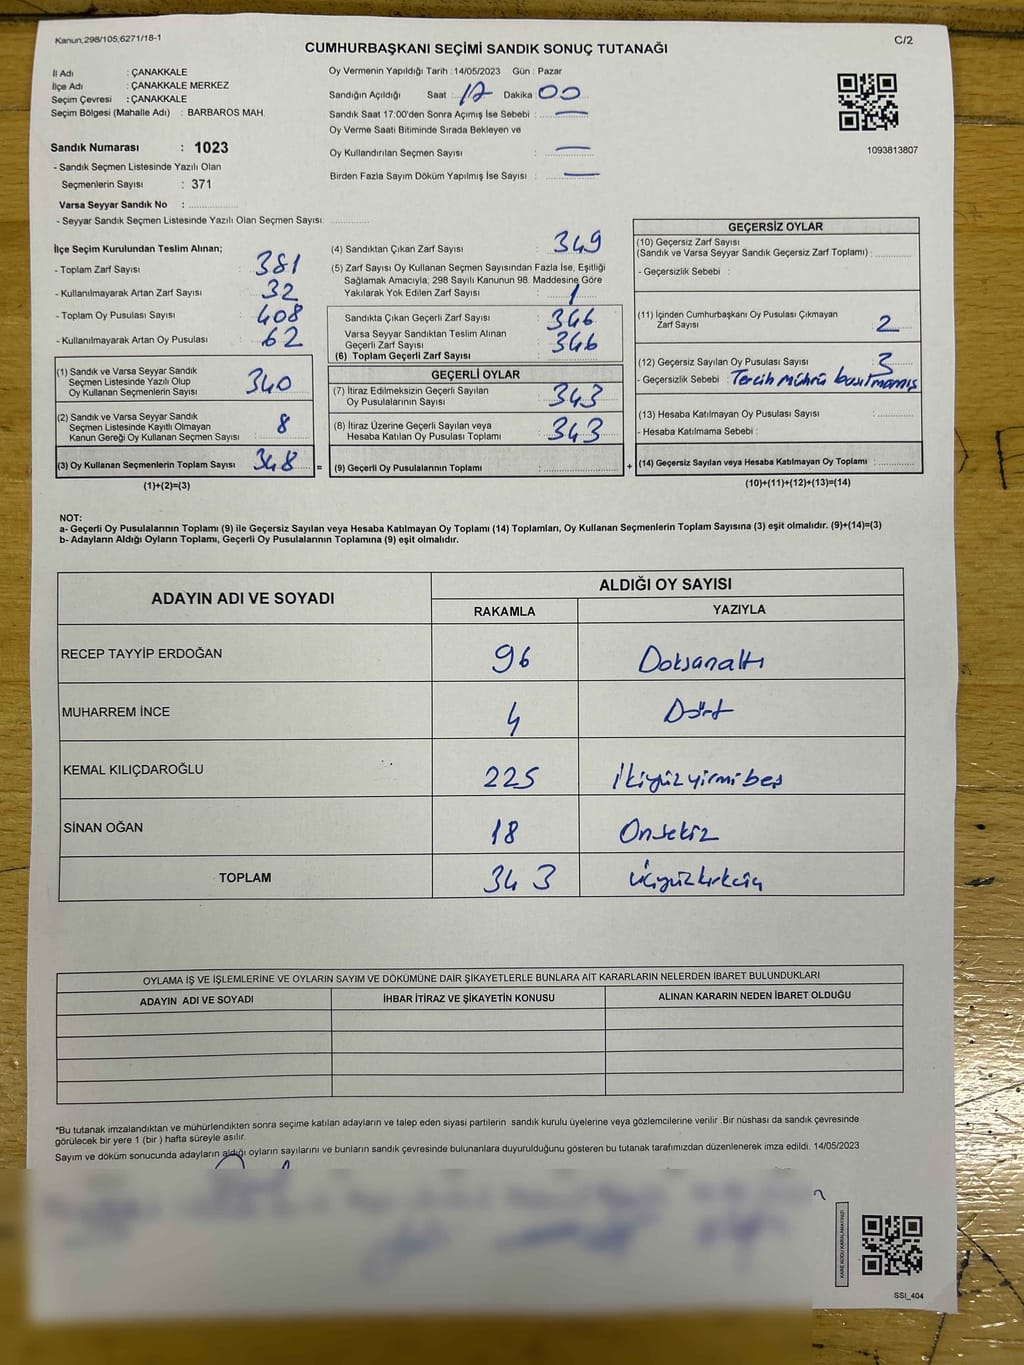 Kanun;298/105,6271/18-1
C/2
CUMHURBAŞKANI SEÇİMİ SANDIK SONUÇ TUTANAĞI
İl Adı : ÇANAKKALE
İlçe Adı : ÇANAKKALE MERKEZ
Seçim Çevresi : ÇANAKKALE
Seçim Bölgesi (Mahalle Adı) : BARBAROS MAH.
Sandık Numarası : 1023
- Sandık Seçmen Listesinde Yazılı Olan
Seçmenlerin Sayısı : 371
Varsa Seyyar Sandık No :
- Seyyar Sandık Seçmen Listesinde Yazılı Olan Seçmen Sayısı:
Oy Vermenin Yapıldığı Tarih : 14/05/2023 Gün : Pazar
Sandığın Açıldığı Saat : 17 Dakika : 00
Sandık Saat 17:00'den Sonra Açımış İse Sebebi : —
Oy Verme Saati Bitiminde Sırada Bekleyen ve
Oy Kullandırılan Seçmen Sayısı : —
Birden Fazla Sayım Döküm Yapılmış İse Sayısı : —
1093813807
İlçe Seçim Kurulundan Teslim Alınan;
- Toplam Zarf Sayısı : 381
- Kullanılmayarak Artan Zarf Sayısı : 32
- Toplam Oy Pusulası Sayısı : 408
- Kullanılmayarak Artan Oy Pusulası : 62
(1) Sandık ve Varsa Seyyar Sandık
Seçmen Listesinde Yazılı Olup
Oy Kullanan Seçmenlerin Sayısı : 340
(2) Sandık ve Varsa Seyyar Sandık
Seçmen Listesinde Kayıtlı Olmayan
Kanun Gereği Oy Kullanan Seçmen Sayısı : 8
(3) Oy Kullanan Seçmenlerin Toplam Sayısı : 348
(1)+(2)=(3)
=
(4) Sandıktan Çıkan Zarf Sayısı : 349
(5) Zarf Sayısı Oy Kullanan Seçmen Sayısından Fazla İse, Eşitliği
Sağlamak Amacıyla; 298 Sayılı Kanunun 98. Maddesine Göre
Yakılarak Yok Edilen Zarf Sayısı : 1
Sandıkta Çıkan Geçerli Zarf Sayısı : 346
Varsa Seyyar Sandıktan Teslim Alınan
Geçerli Zarf Sayısı : 346
(6) Toplam Geçerli Zarf Sayısı :
GEÇERLİ OYLAR
(7) İtiraz Edilmeksizin Geçerli Sayılan
Oy Pusulalarının Sayısı : 343
(8) İtiraz Üzerine Geçerli Sayılan veya
Hesaba Katılan Oy Pusulası Toplamı : 343
(9) Geçerli Oy Pusulalarının Toplamı :
+
GEÇERSİZ OYLAR
(10) Geçersiz Zarf Sayısı
(Sandık ve Varsa Seyyar Sandık Geçersiz Zarf Toplamı) :
- Geçersizlik Sebebi :
(11) İçinden Cumhurbaşkanı Oy Pusulası Çıkmayan
Zarf Sayısı : 2
(12) Geçersiz Sayılan Oy Pusulası Sayısı : 3
- Geçersizlik Sebebi : Tercih mührü basılmamış
(13) Hesaba Katılmayan Oy Pusulası Sayısı :
- Hesaba Katılmama Sebebi :
(14) Geçersiz Sayılan veya Hesaba Katılmayan Oy Toplamı :
(10)+(11)+(12)+(13)=(14)
NOT:
a- Geçerli Oy Pusulalarının Toplamı (9) ile Geçersiz Sayılan veya Hesaba Katılmayan Oy Toplamı (14) Toplamları, Oy Kullanan Seçmenlerin Toplam Sayısına (3) eşit olmalıdır. (9)+(14)=(3)
b- Adayların Aldığı Oyların Toplamı, Geçerli Oy Pusulalarının Toplamına (9) eşit olmalıdır.
ADAYIN ADI VE SOYADI
ALDIĞI OY SAYISI
RAKAMLA YAZIYLA
RECEP TAYYİP ERDOĞAN 96 Doksanaltı
MUHARREM İNCE 4 Dört
KEMAL KILIÇDAROĞLU 225 İkiyüzyirmibeş
SİNAN OĞAN 18 Onsekiz
TOPLAM 343 Üçyüzkırküç
OYLAMA İŞ VE İŞLEMLERİNE VE OYLARIN SAYIM VE DÖKÜMÜNE DAİR ŞİKAYETLERLE BUNLARA AİT KARARLARIN NELERDEN İBARET BULUNDUKLARI
ADAYIN ADI VE SOYADI İHBAR İTİRAZ VE ŞİKAYETİN KONUSU ALINAN KARARIN NEDEN İBARET OLDUĞU
*Bu tutanak imzalandıktan ve mühürlendikten sonra seçime katılan adayların ve talep eden siyasi partilerin sandık kurulu üyelerine veya gözlemcilerine verilir. Bir nüshası da sandık çevresinde
görülecek bir yere 1 (bir ) hafta süreyle asılır.
Sayım ve döküm sonucunda adayların aldığı oyların sayılarını ve bunların sandık çevresinde bulunanlara duyurulduğunu gösteren bu tutanak tarafımızdan düzenlenerek imza edildi. 14/05/2023
KARE KODU KARALAMAYINIZ!
SSI_404